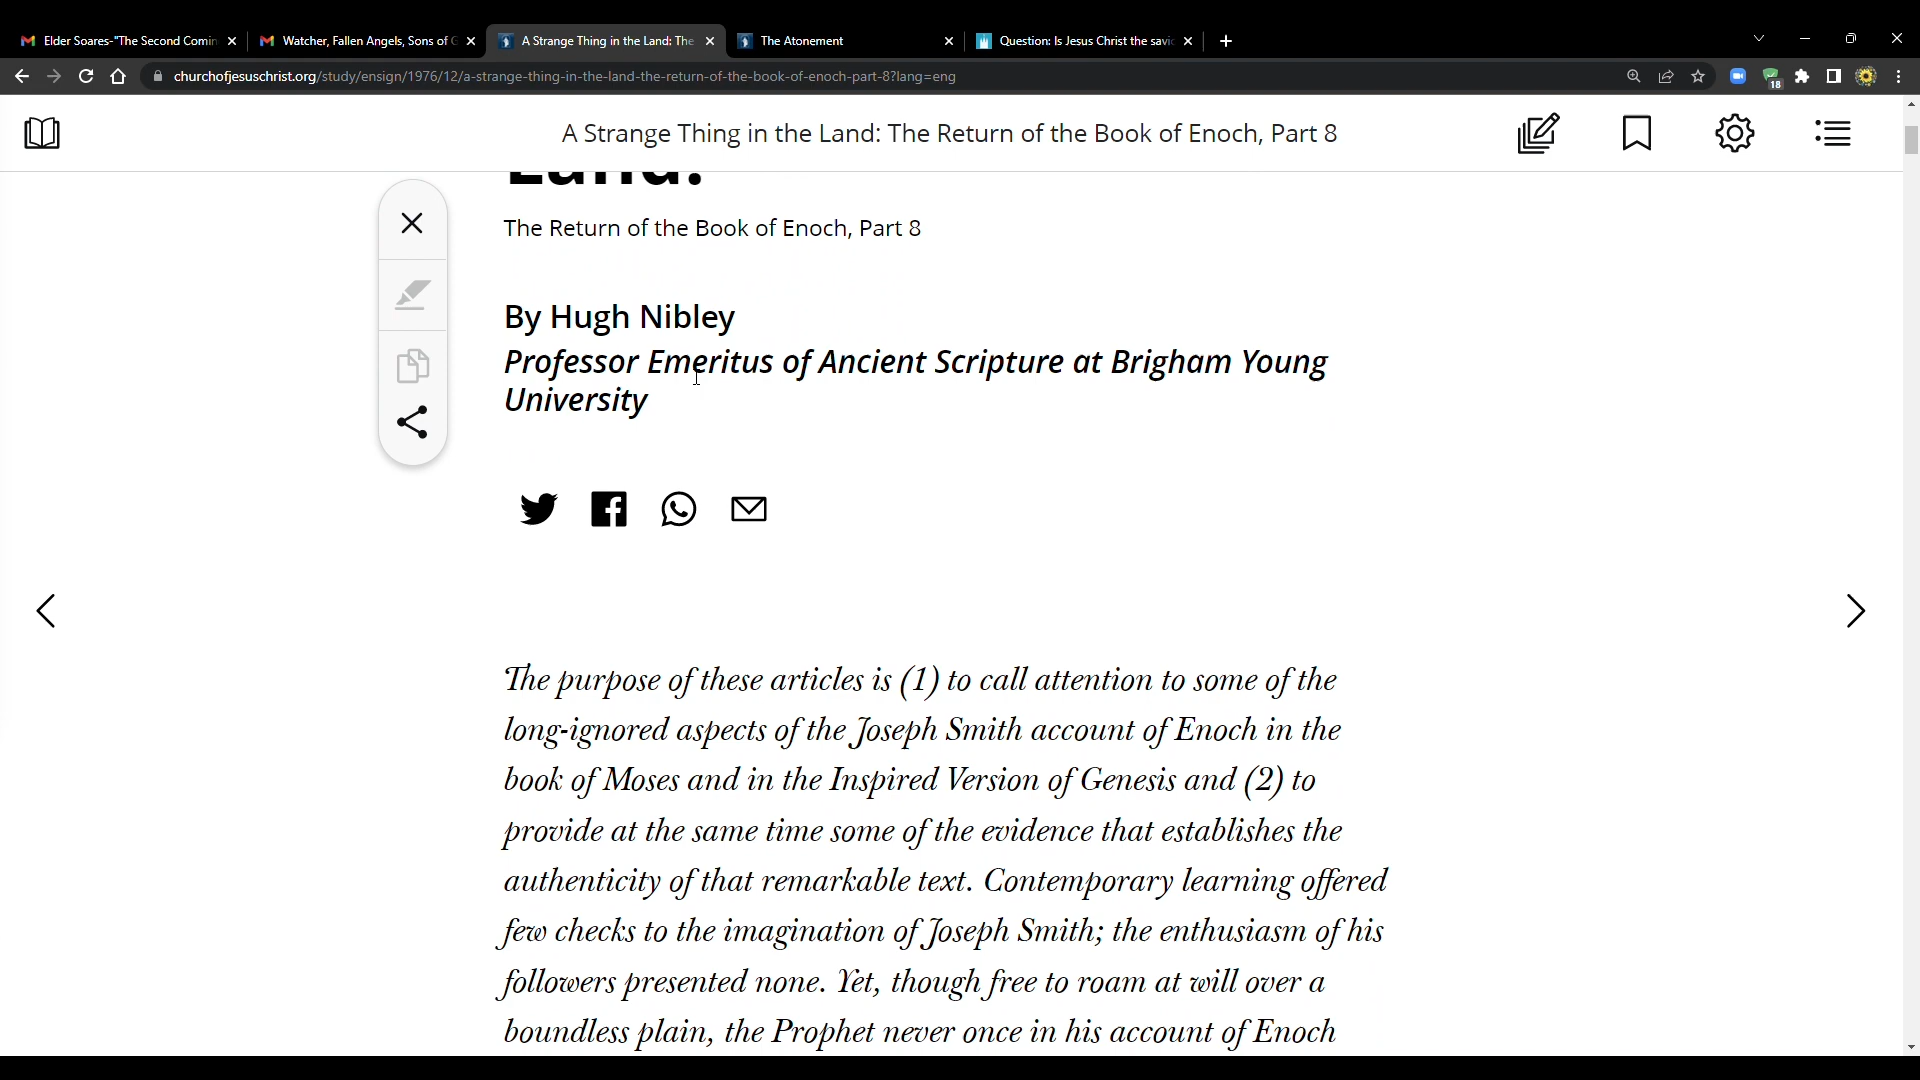 Elder Soares-"The Second Comin
Watcher, Fallen Angels, Sons of G
A Strange Thing in the Land: The
The Atonement
Question: Is Jesus Christ the savi
churchofjesuschrist.org/study/ensign/1976/12/a-strange-thing-in-the-land-the-return-of-the-book-of-enoch-part-8?lang=eng
18
A Strange Thing in the Land: The Return of the Book of Enoch, Part 8
Land:
The Return of the Book of Enoch, Part 8
By Hugh Nibley
Professor Emeritus of Ancient Scripture at Brigham Young
University
The purpose of these articles is (1) to call attention to some of the
long-ignored aspects of the Joseph Smith account of Enoch in the
book of Moses and in the Inspired Version of Genesis and (2) to
provide at the same time some of the evidence that establishes the
authenticity of that remarkable text. Contemporary learning offered
few checks to the imagination of Joseph Smith; the enthusiasm of his
followers presented none. Yet, though free to roam at will over a
boundless plain, the Prophet never once in his account of Enoch